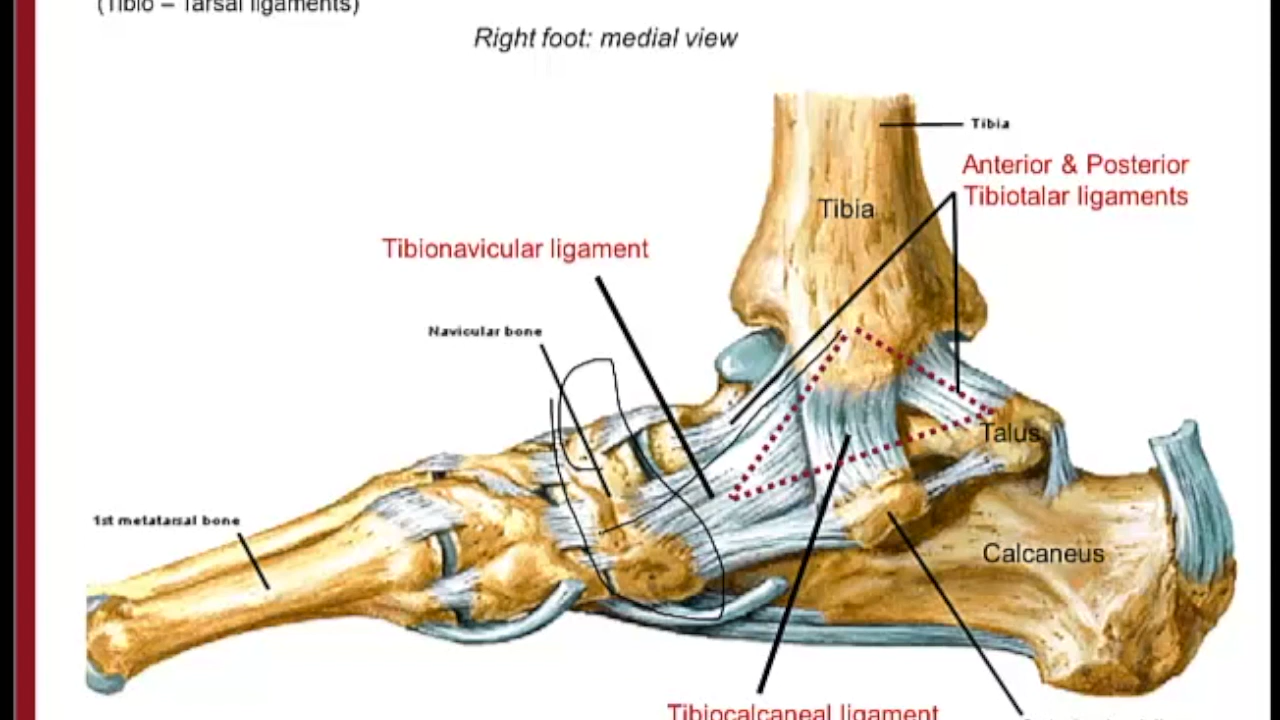 (Tibio – Tarsal ligaments)
Right foot: medial view
Tibia
Anterior & Posterior
Tibiotalar ligaments
Tibia
Tibionavicular ligament
Navicular bone
Talus
1st metatarsal bone
Calcaneus
Tibiocalcaneal ligament